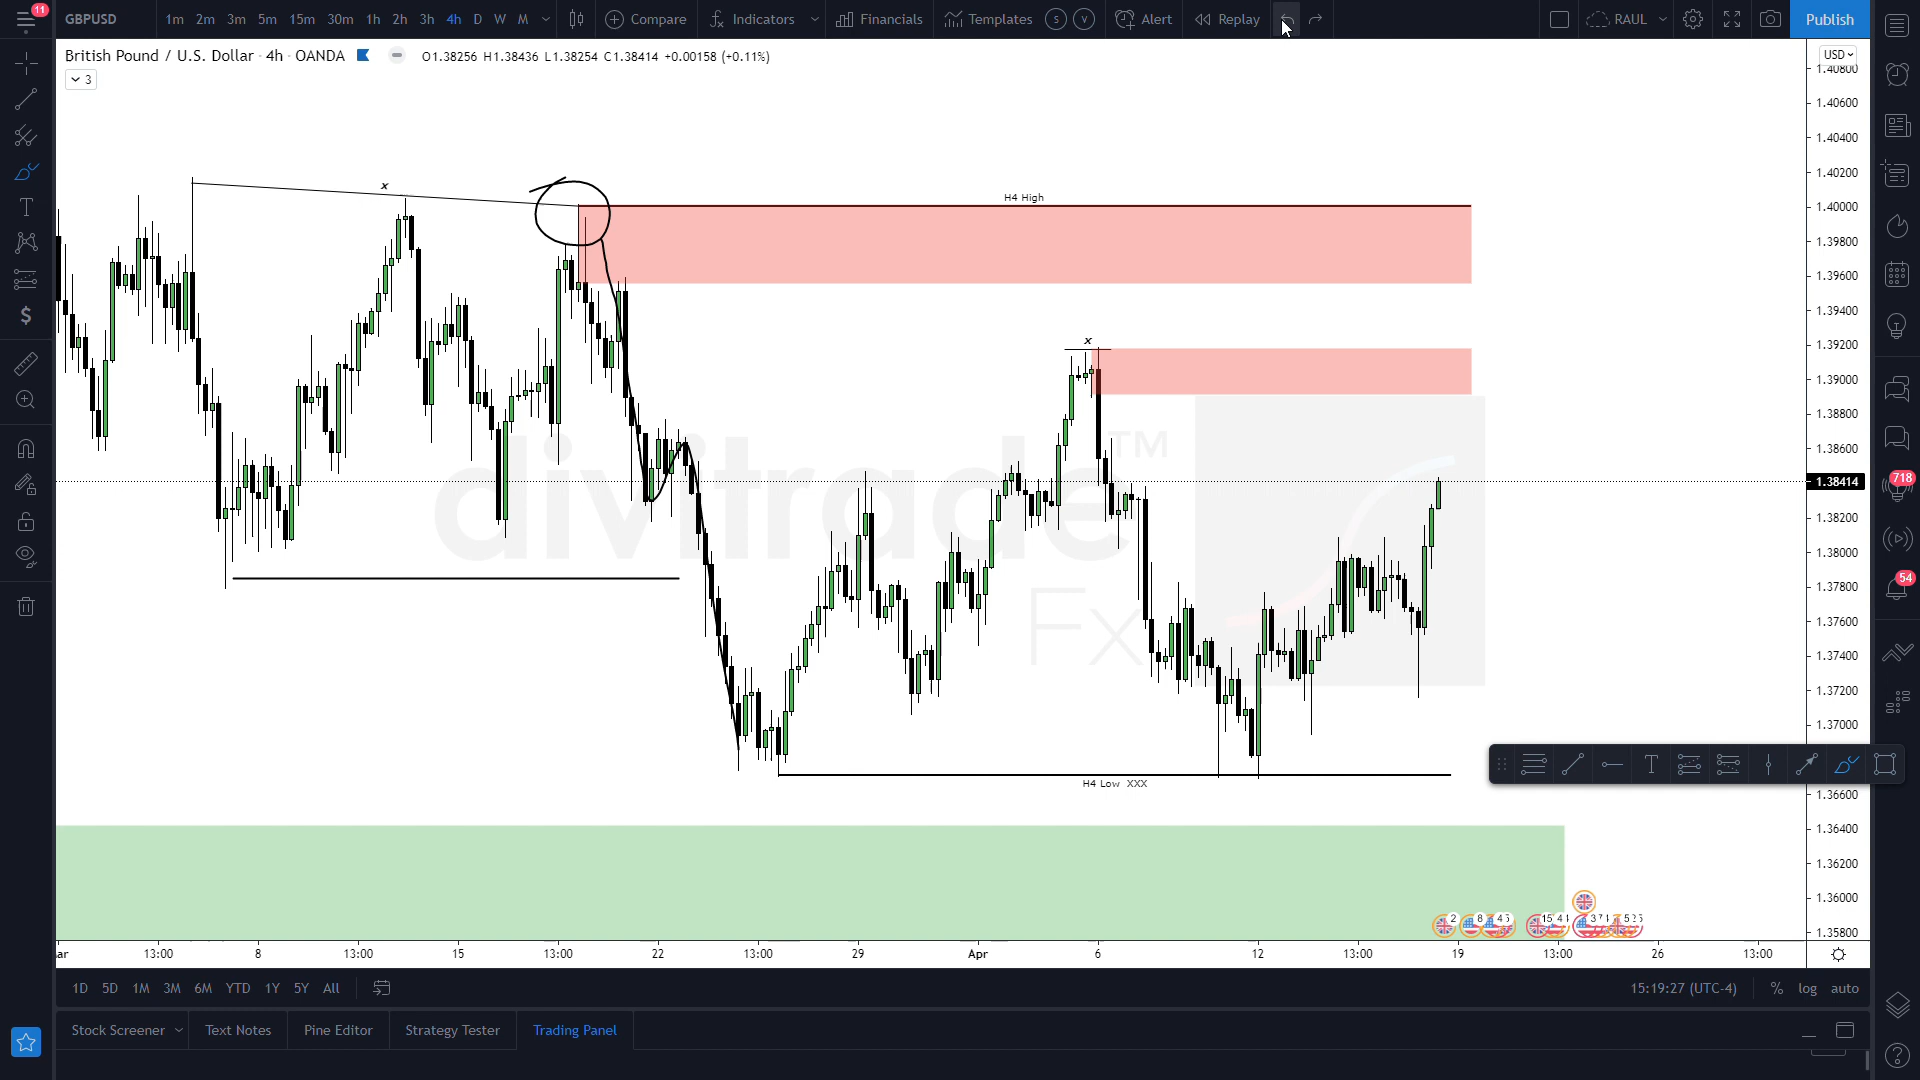 11
GBPUSD 1m 2m 3m 5m 15m 30m 1h 2h 3h 4h D W M Compare Indicators Financials Templates S V Alert Replay RAUL Publish
British Pound / U.S. Dollar · 4h · OANDA O1.38256 H1.38436 L1.38254 C1.38414 +0.00158 (+0.11%)
3
USD
1.40800
1.40600
1.40400
1.40200
1.40000
1.39800
1.39600
1.39400
1.39200
1.39000
1.38800
1.38600
1.38414
1.38200
1.38000
1.37800
1.37600
1.37400
1.37200
1.37000
1.36600
1.36400
1.36200
1.36000
1.35800
x
H4 High
x
divitrade™
Fx
H4 Low XXX
718
54
2 8 4
13:00 8 13:00 15 13:00 22 13:00 29 Apr 6 12 13:00 19 13:00 26 13:00
1D 5D 1M 3M 6M YTD 1Y 5Y All 15:19:27 (UTC-4) % log auto
Stock Screener Text Notes Pine Editor Strategy Tester Trading Panel